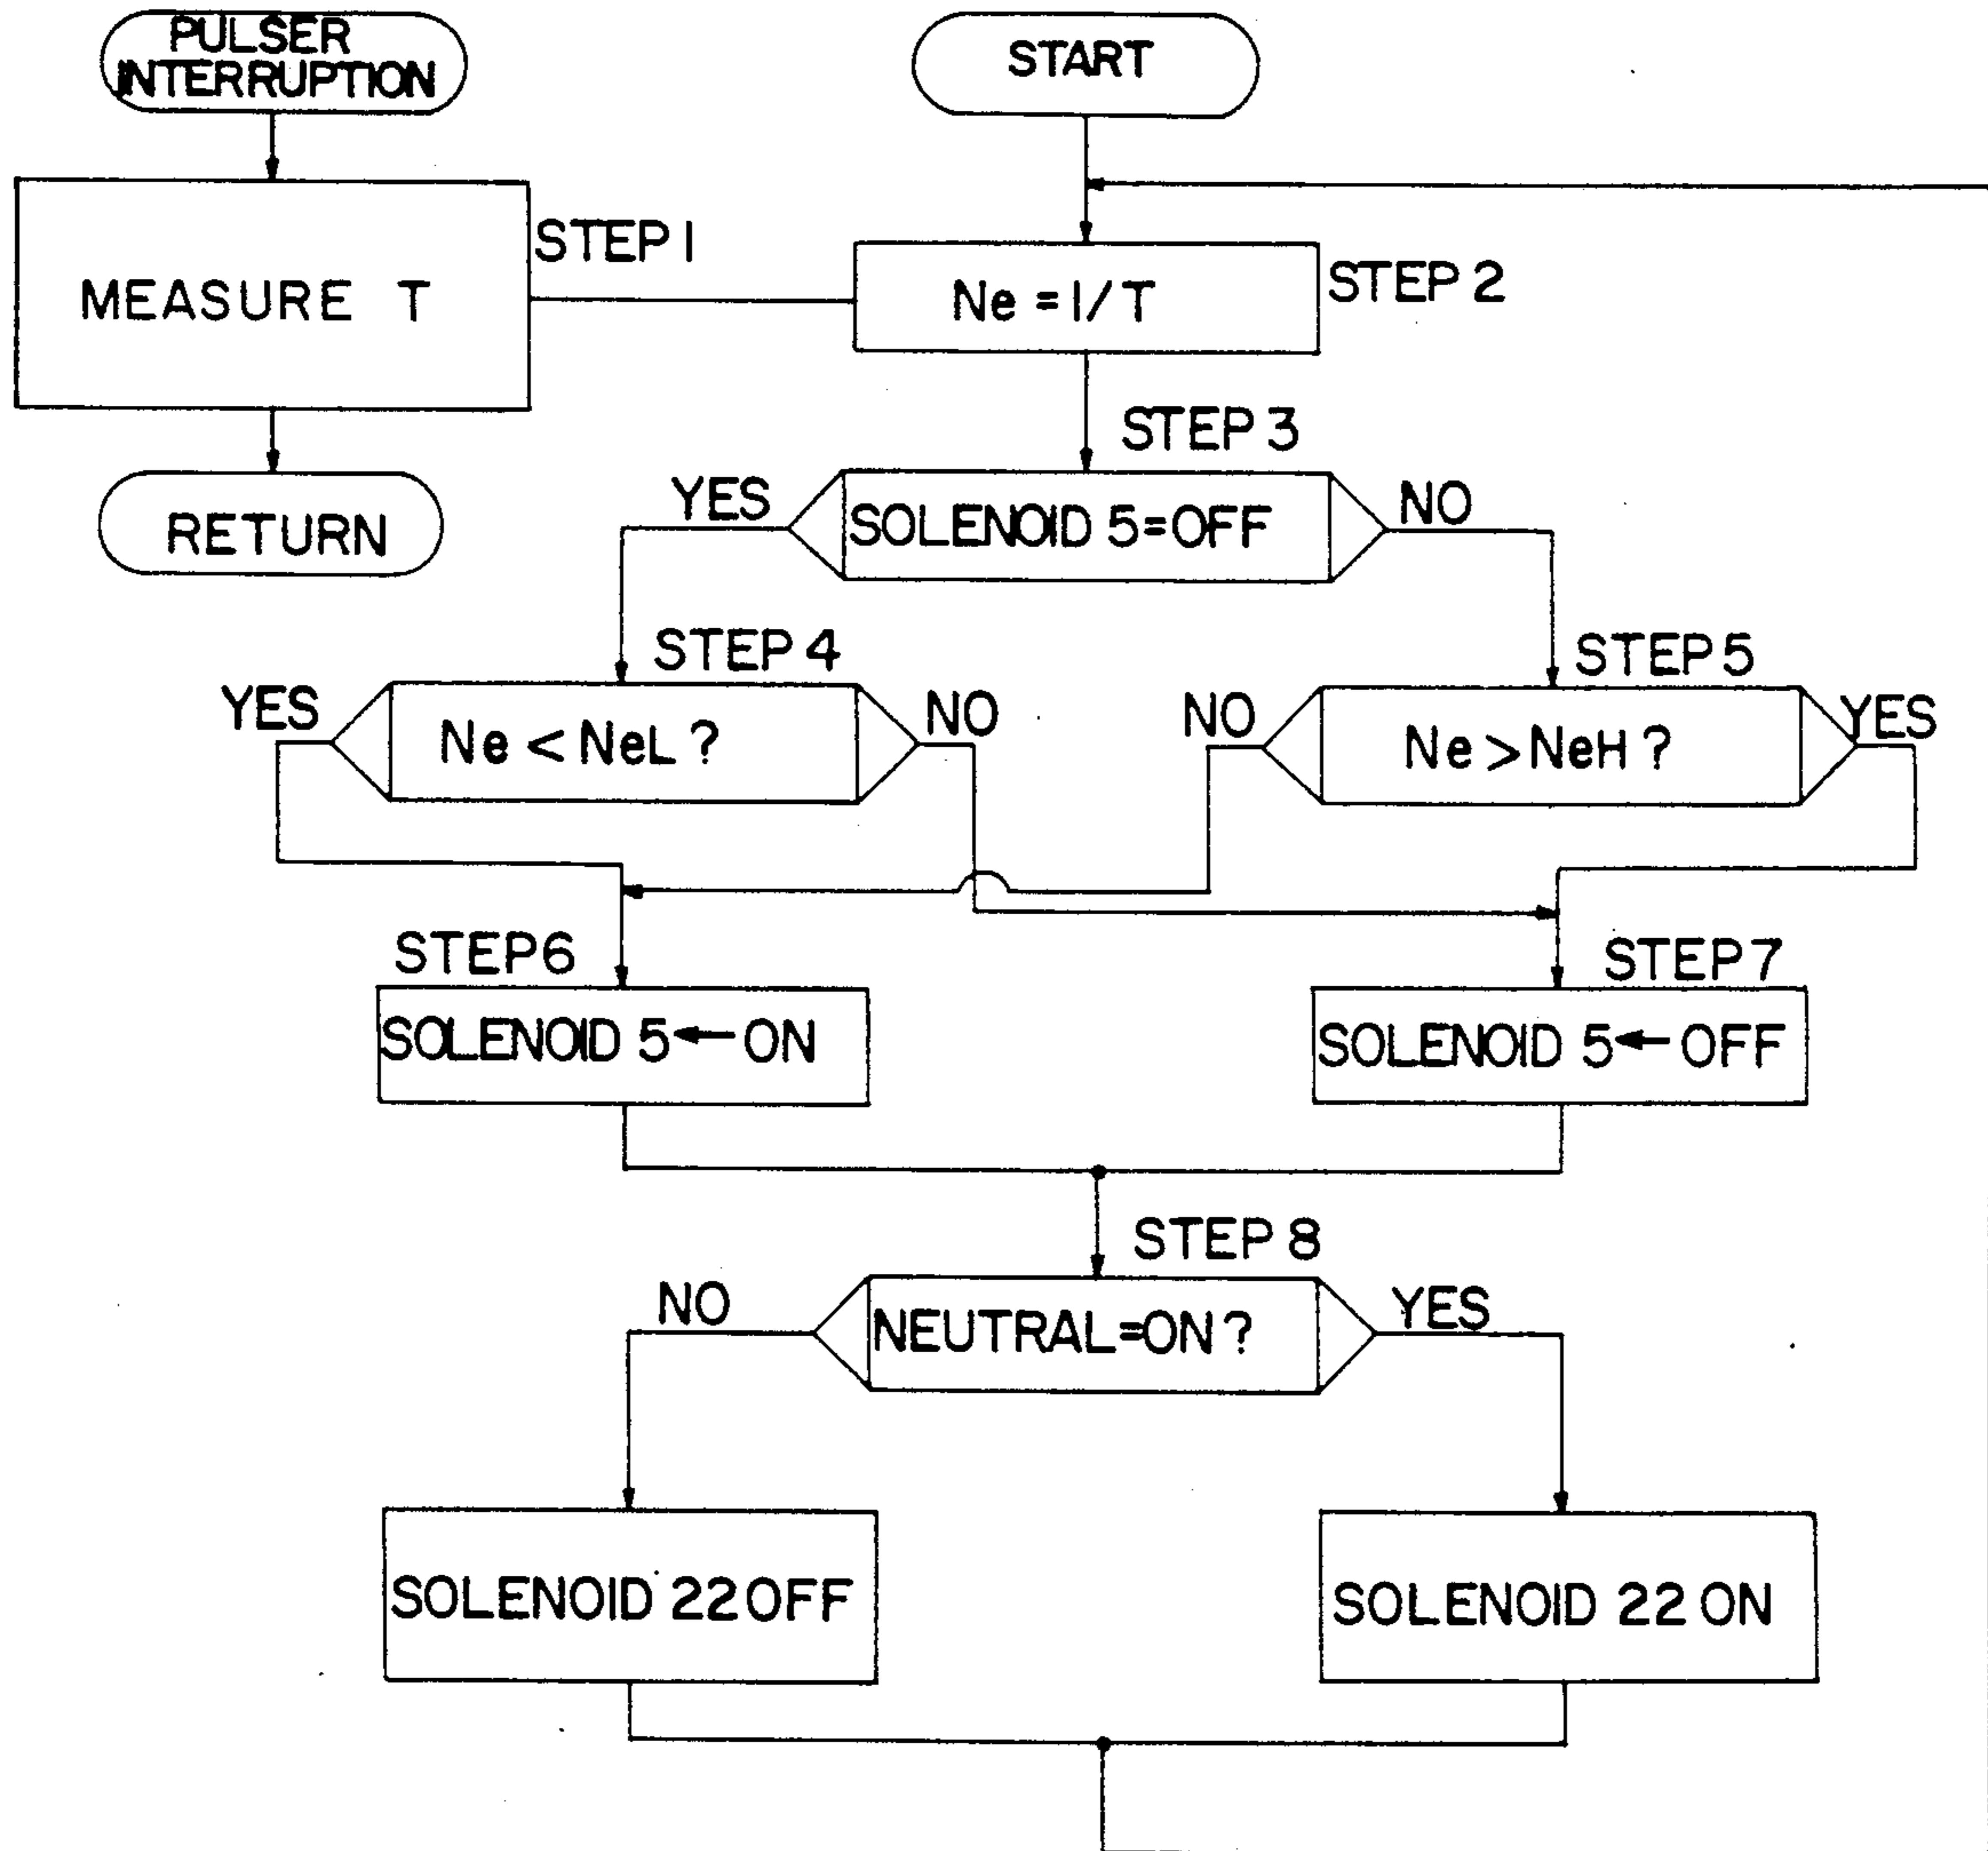 PULSER
INTERRUPTION
START
MEASURE T
STEP 1
Ne = 1/T
STEP 2
RETURN
STEP 3
YES
SOLENOID 5=OFF
NO
STEP 4
YES
Ne < NeL ?
NO
STEP 5
NO
Ne > NeH ?
YES
STEP6
SOLENOID 5←ON
STEP7
SOLENOID 5←OFF
STEP 8
NO
NEUTRAL=ON?
YES
SOLENOID 22 OFF
SOLENOID 22 ON